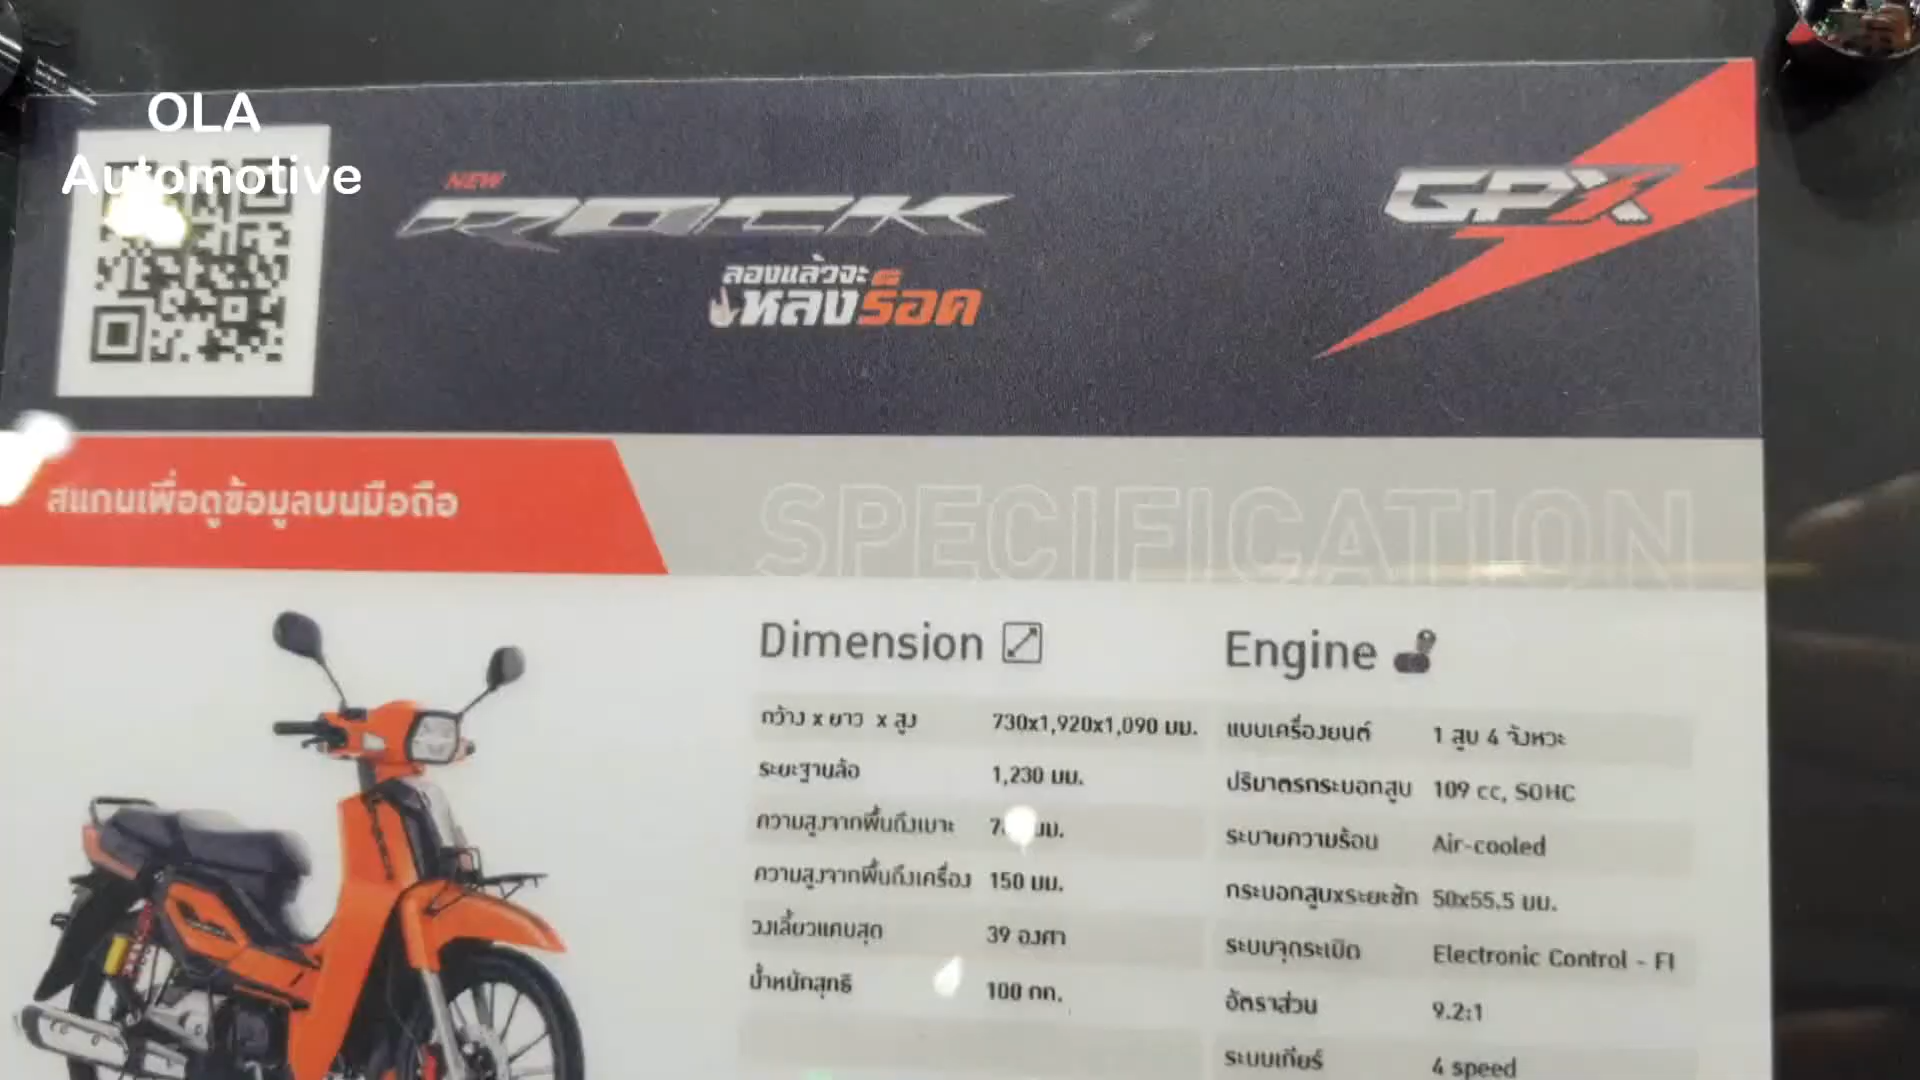 OLA
Automotive
NEW
ROCK
ลองแล้วจะ
หลงร็อค
GPX
สแกนเพื่อดูข้อมูลบนมือถือ
SPECIFICATION
Dimension
กว้าง x ยาว x สูง 730x1,920x1,090 มม.
ระยะฐานล้อ 1,230 มม.
ความสูงจากพื้นถึงเบาะ มม.
ความสูงจากพื้นถึงเครื่อง 150 มม.
วงเลี้ยวแคบสุด 39 องศา
น้ำหนักสุทธิ 100 กก.
Engine
แบบเครื่องยนต์ 1 สูบ 4 จังหวะ
ปริมาตรกระบอกสูบ 109 cc, SOHC
ระบายความร้อน Air-cooled
กระบอกสูบxระยะชัก 50x55.5 มม.
ระบบจุดระเบิด Electronic Control - FI
อัตราส่วน 9.2:1
ระบบเกียร์ 4 speed